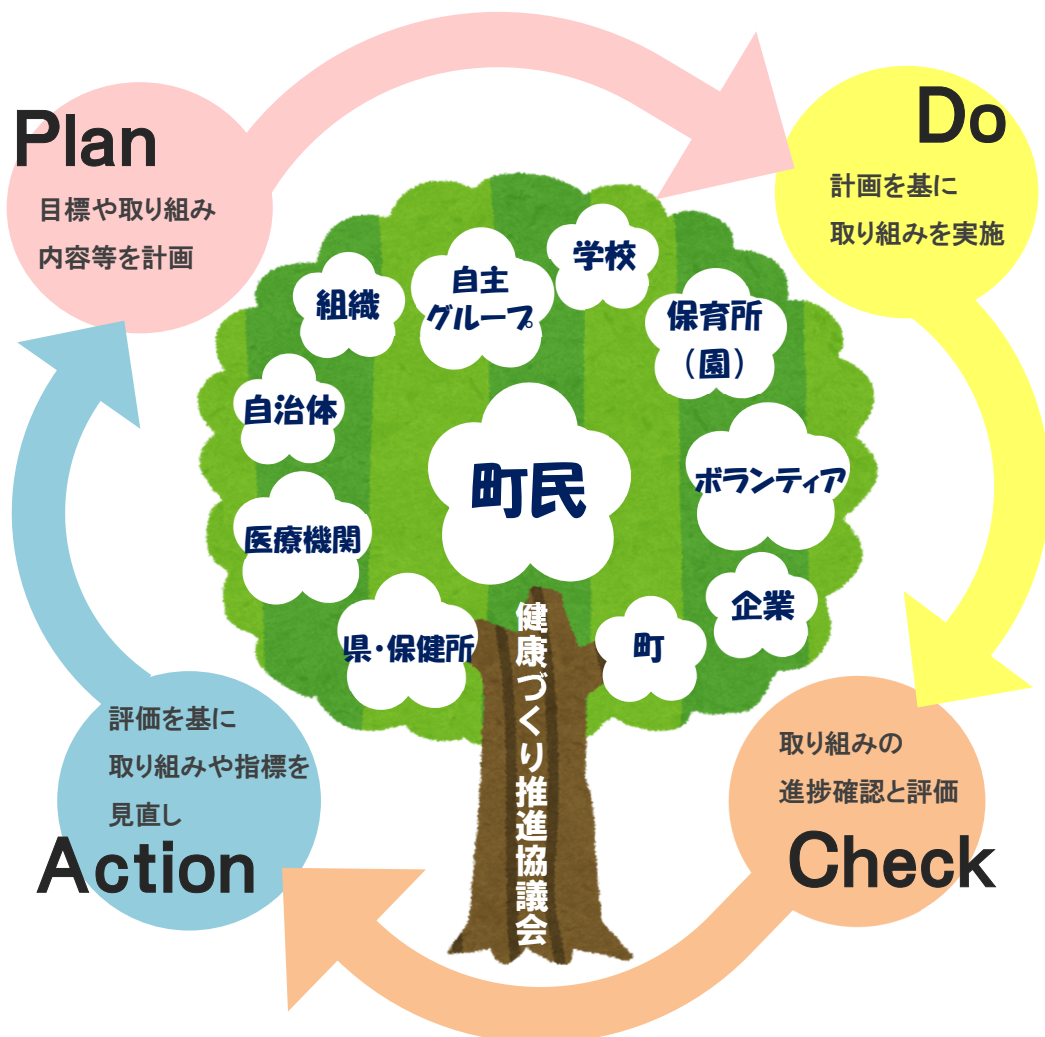 Plan
目標や取り組み
内容等を計画
Do
計画を基に
取り組みを実施
学校
自主
グループ
組織
保育所
（園）
自治体
町民
ボランティア
医療機関
企業
県・保健所
町
健康づくり推進協議会
評価を基に
取り組みや指標を
見直し
Action
取り組みの
進捗確認と評価
Check